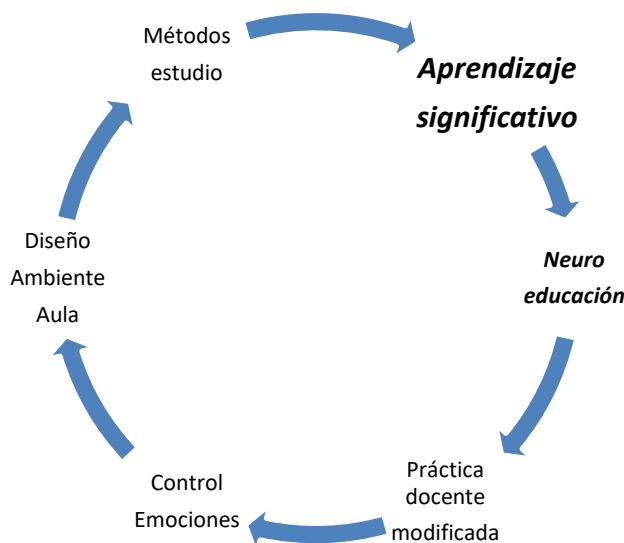 Métodos
estudio
Aprendizaje
significativo
Neuro
educación
Práctica
docente
modificada
Control
Emociones
Diseño
Ambiente
Aula